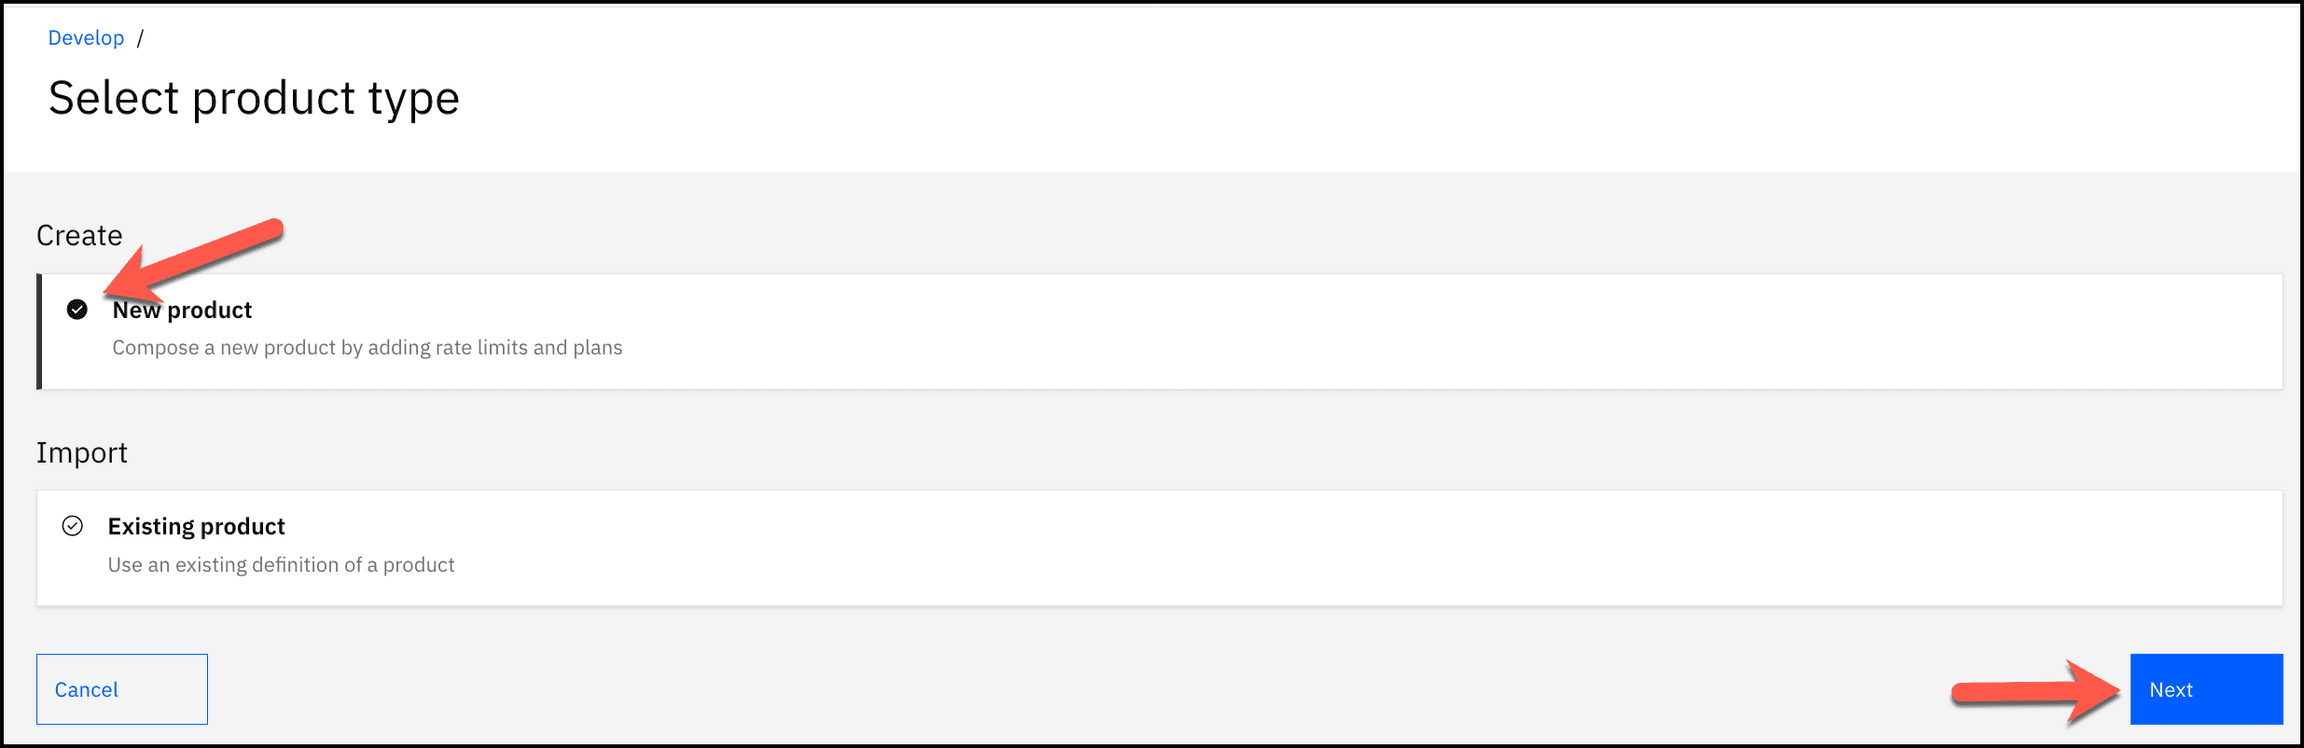 Develop /
Select product type
Create
New product
Compose a new product by adding rate limits and plans
Import
Existing product
Use an existing definition of a product
Cancel
Next